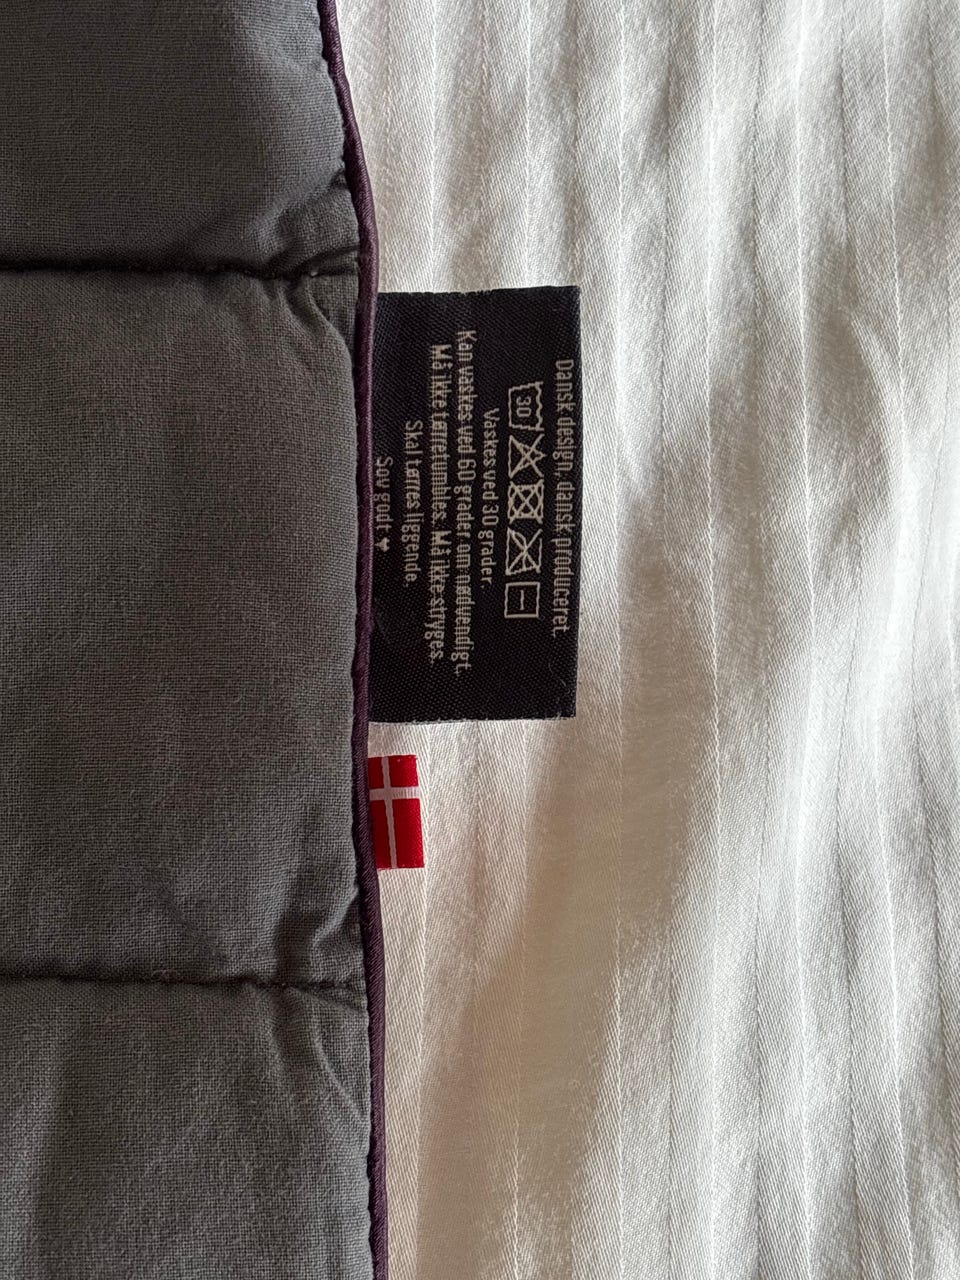 Dansk design, dansk produceret.
30
Vaskes ved 30 grader.
Kan vaskes ved 60 grader om nødvendigt.
Må ikke tørretumbles. Må ikke stryges.
Skal tørres liggende.
Sov godt ♥